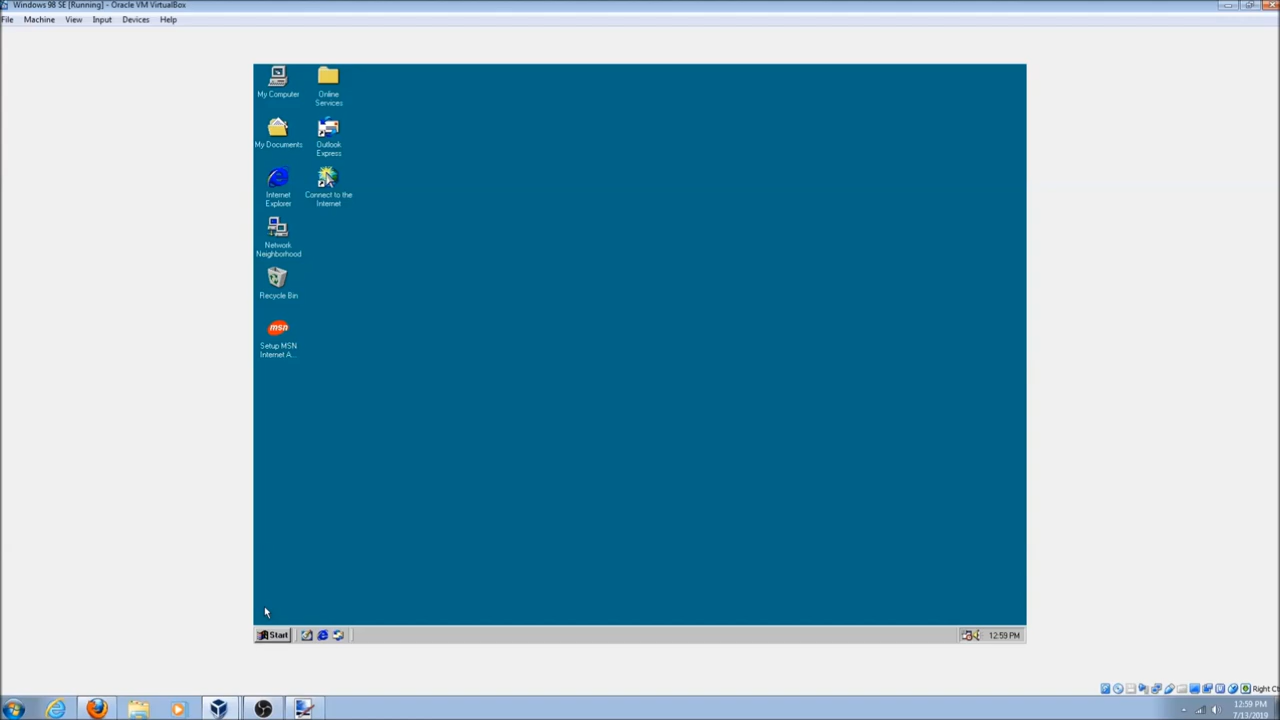 Windows 98 SE [Running] - Oracle VM VirtualBox
File Machine View Input Devices Help
My Computer
Online
Services
My Documents
Outlook
Express
Internet
Explorer
Connect to the
Internet
Network
Neighborhood
Recycle Bin
msn
Setup MSN
Internet A...
Start
12:59 PM
Right Ct
12:59 PM
7/13/2019